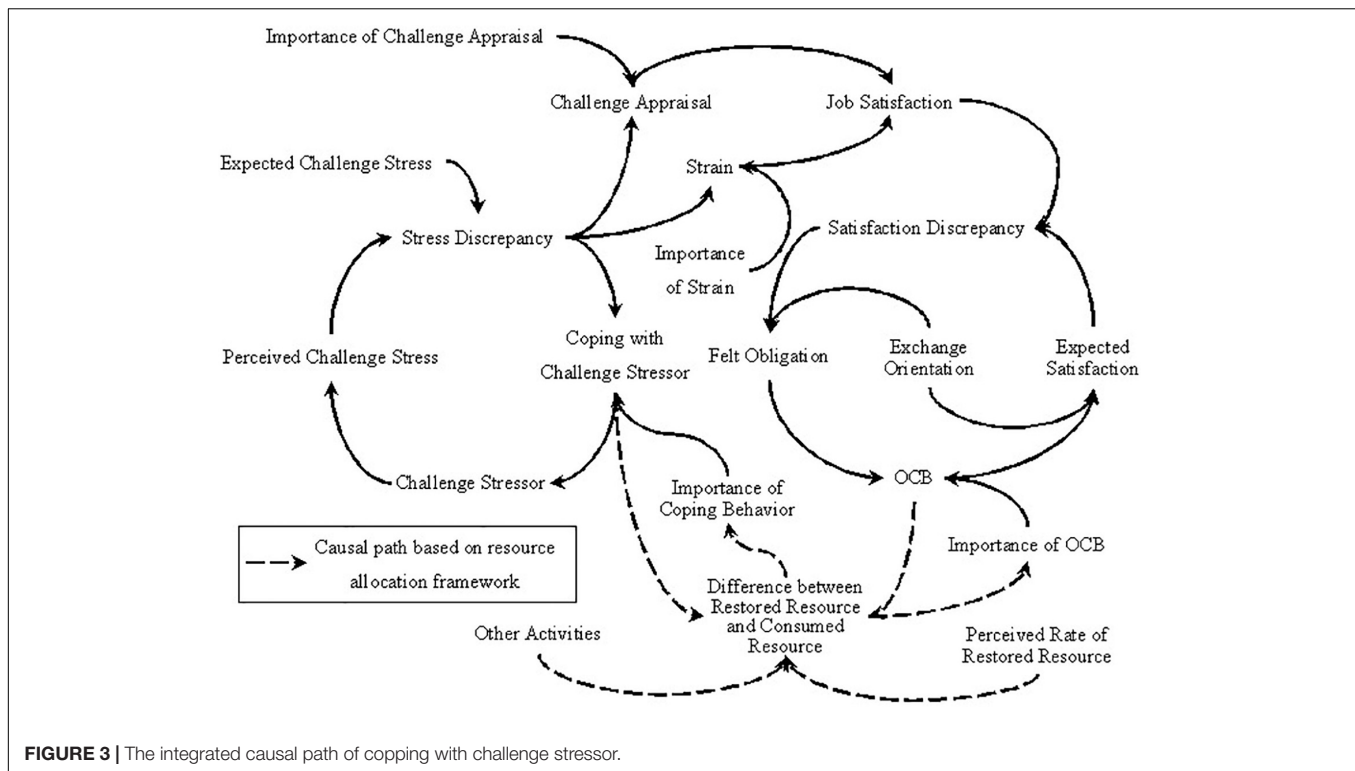 Importance of Challenge Appraisal
Challenge Appraisal
Job Satisfaction
Expected Challenge Stress
Strain
Stress Discrepancy
Satisfaction Discrepancy
Importance
of Strain
Perceived Challenge Stress
Coping with
Challenge Stressor
Felt Obligation
Exchange
Orientation
Expected
Satisfaction
Challenge Stressor
Importance of
Coping Behavior
OCB
Importance of OCB
Causal path based on resource
allocation framework
Difference between
Restored Resource
and Consumed
Resource
Other Activities
Perceived Rate of
Restored Resource
FIGURE 3 | The integrated causal path of copping with challenge stressor.